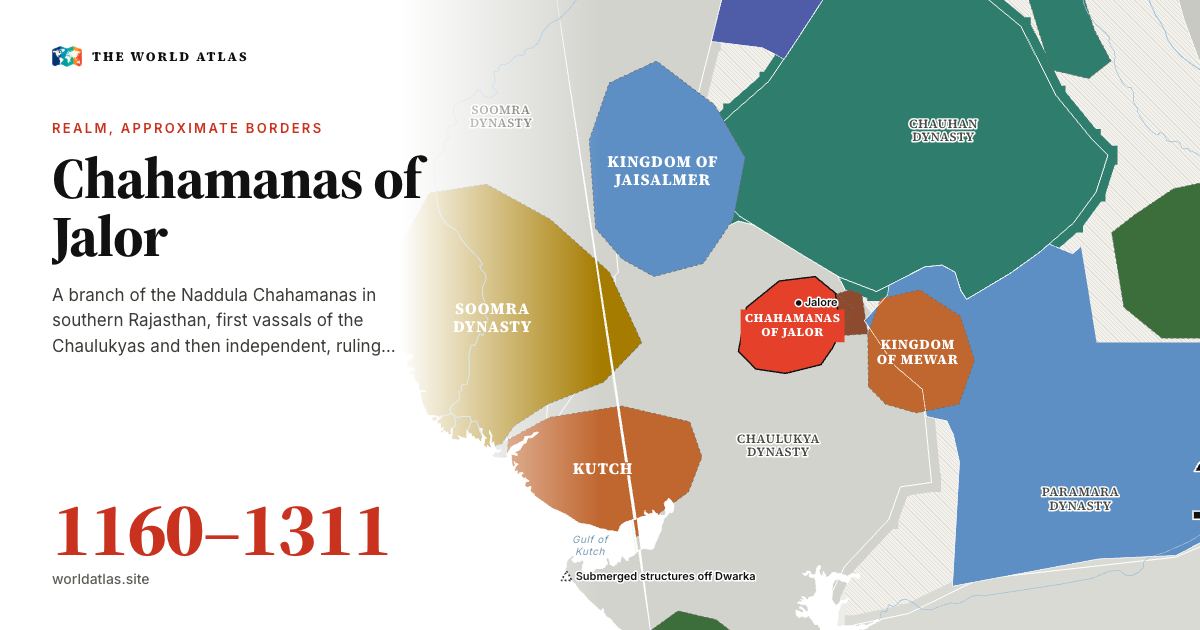 THE WORLD ATLAS
REALM, APPROXIMATE BORDERS
Chahamanas of
Jalor
A branch of the Naddula Chahamanas in
southern Rajasthan, first vassals of the
Chaulukyas and then independent, ruling...
1160–1311
worldatlas.site
SOOMRA
DYNASTY
CHAUHAN
DYNASTY
KINGDOM OF
JAISALMER
SOOMRA
DYNASTY
Jalore
CHAHAMANAS
OF JALOR
KINGDOM
OF MEWAR
CHAULUKYA
DYNASTY
KUTCH
PARAMARA
DYNASTY
Gulf of
Kutch
Submerged structures off Dwarka